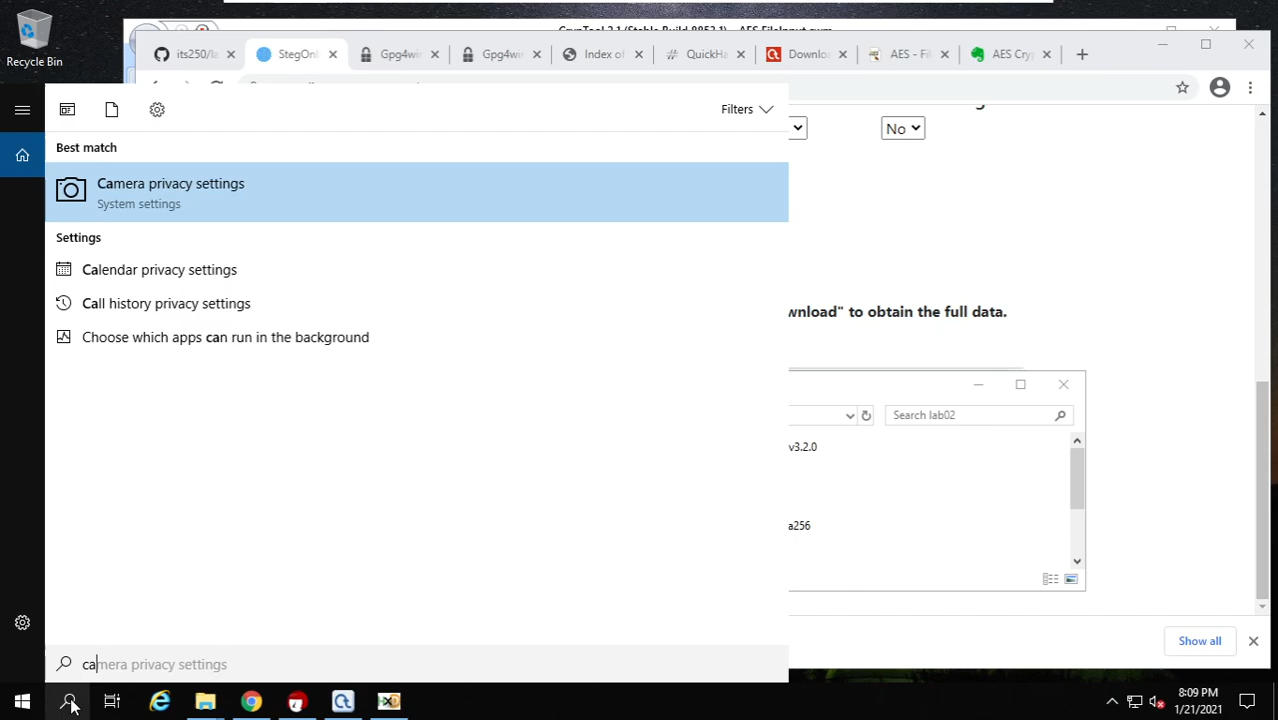 Recycle Bin
its250/la
StegOnl
Gpg4wi
Gpg4wi
Index of
QuickHa
Downlo
AES - Fil
AES Cry
Filters
No
Best match
Camera privacy settings
System settings
Settings
Calendar privacy settings
Call history privacy settings
Choose which apps can run in the background
wnload" to obtain the full data.
Search lab02
v3.2.0
a256
Show all
camera privacy settings
8:09 PM
1/21/2021